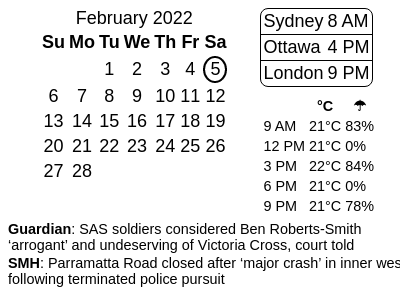 February 2022
Su Mo Tu We Th Fr Sa
1 2 3 4 5
6 7 8 9 10 11 12
13 14 15 16 17 18 19
20 21 22 23 24 25 26
27 28
Sydney 8 AM
Ottawa 4 PM
London 9 PM
°C ☂
9 AM 21°C 83%
12 PM 21°C 0%
3 PM 22°C 84%
6 PM 21°C 0%
9 PM 21°C 78%
Guardian: SAS soldiers considered Ben Roberts-Smith
‘arrogant’ and undeserving of Victoria Cross, court told
SMH: Parramatta Road closed after ‘major crash’ in inner wes
following terminated police pursuit